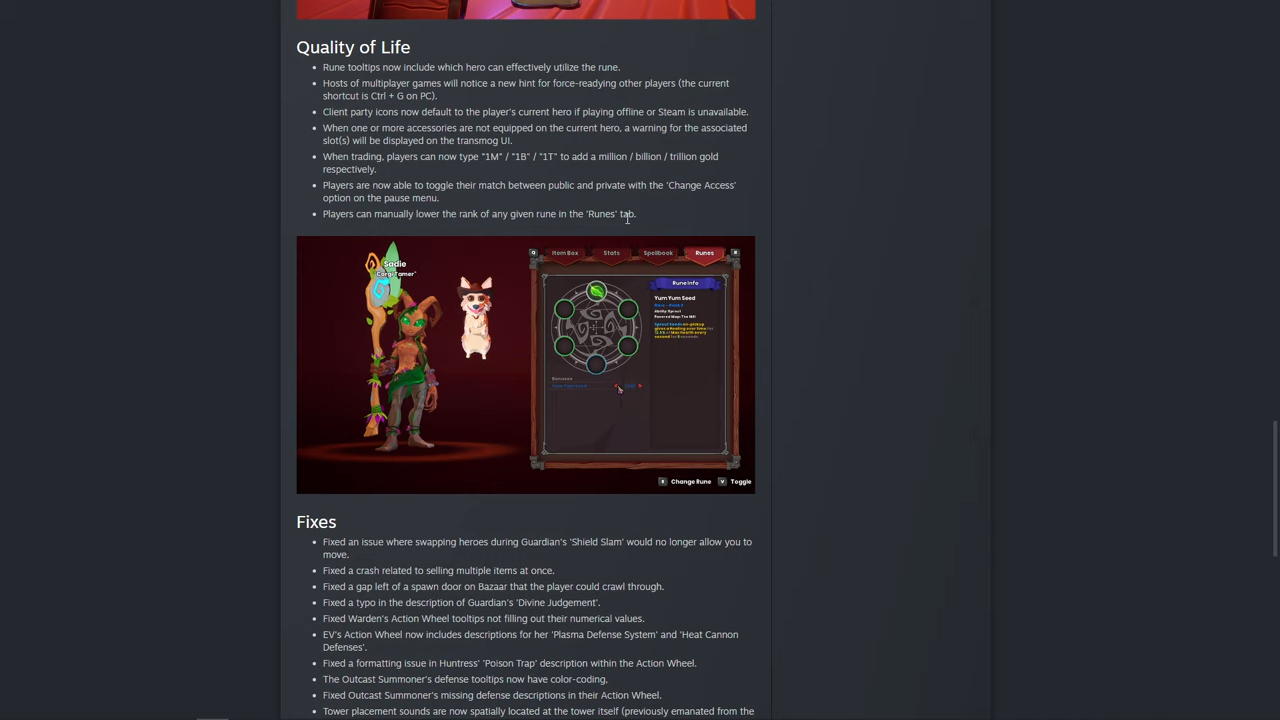 Quality of Life
Rune tooltips now include which hero can effectively utilize the rune.
Hosts of multiplayer games will notice a new hint for force-readying other players (the current
shortcut is Ctrl + G on PC).
Client party icons now default to the player's current hero if playing offline or Steam is unavailable.
When one or more accessories are not equipped on the current hero, a warning for the associated
slot(s) will be displayed on the transmog UI.
When trading, players can now type "1M" / "1B" / "1T" to add a million / billion / trillion gold
respectively.
Players are now able to toggle their match between public and private with the 'Change Access'
option on the pause menu.
Players can manually lower the rank of any given rune in the 'Runes' tab.
Sadie
Item Box Stats Spellbook Runes
Rune Info
Yum Yum Seed
Ability: Sprout
Bonuses
Change Rune Toggle
Fixes
Fixed an issue where swapping heroes during Guardian's 'Shield Slam' would no longer allow you to
move.
Fixed a crash related to selling multiple items at once.
Fixed a gap left of a spawn door on Bazaar that the player could crawl through.
Fixed a typo in the description of Guardian's 'Divine Judgement'.
Fixed Warden's Action Wheel tooltips not filling out their numerical values.
EV's Action Wheel now includes descriptions for her 'Plasma Defense System' and 'Heat Cannon
Defenses'.
Fixed a formatting issue in Huntress' 'Poison Trap' description within the Action Wheel.
The Outcast Summoner's defense tooltips now have color-coding,
Fixed Outcast Summoner's missing defense descriptions in their Action Wheel.
Tower placement sounds are now spatially located at the tower itself (previously emanated from the